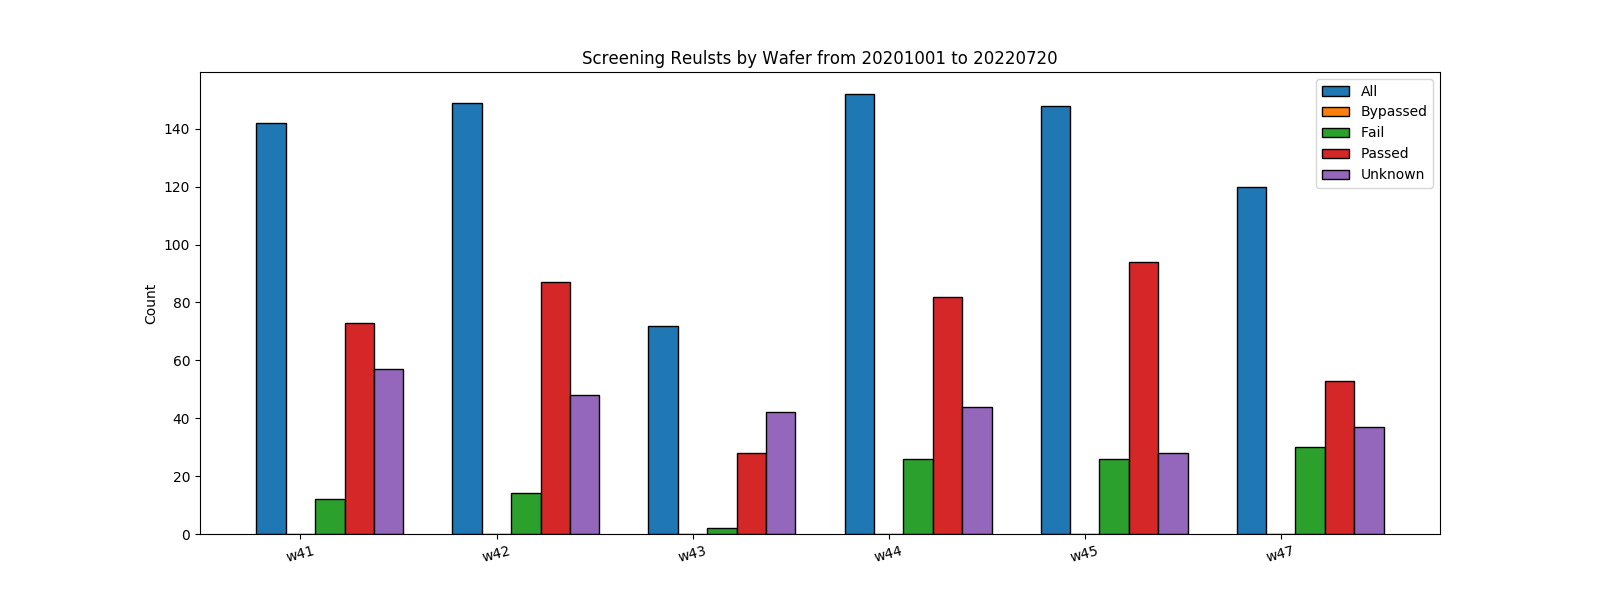 Screening Reulsts by Wafer from 20201001 to 20220720
All
Bypassed
Fail
Passed
Unknown
Count
140
120
100
80
60
40
20
0
w41
w42
w43
w44
w45
w47